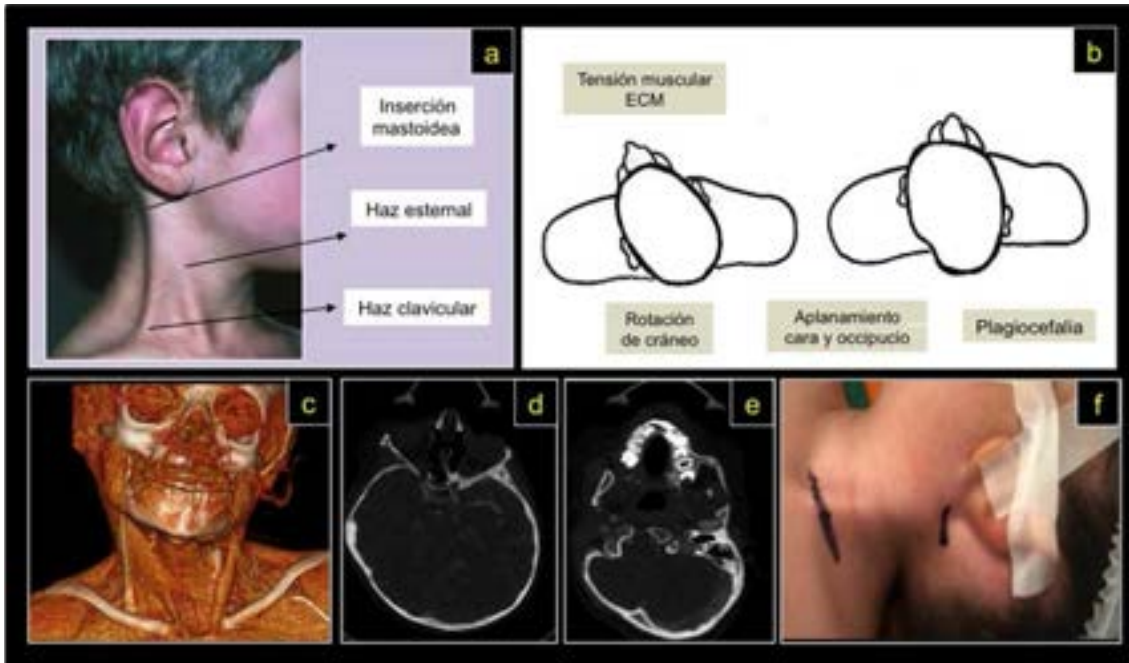 a
Inserción
mastoidea
Haz esternal
Haz clavicular
b
Tensión muscular
ECM
Rotación
de cráneo
Aplanamiento
cara y occipucio
Plagiocefalia
c
d
e
f